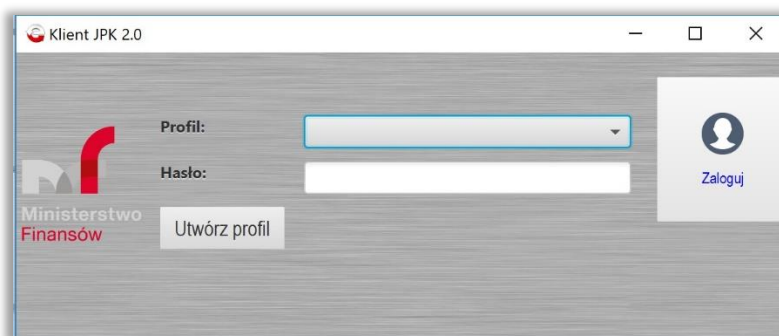 Klient JPK 2.0
Profil:
Hasło:
Zaloguj
Ministerstwo
Finansów
Utwórz profil